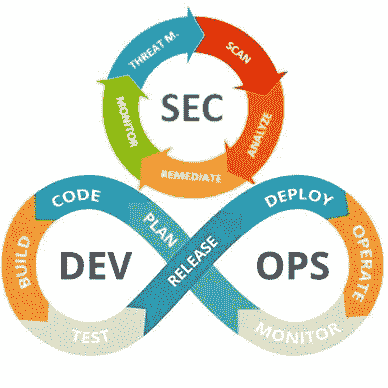 THREAT M.
SCAN
MONITOR
SEC
ANALYZE
REMEDIATE
CODE
DEPLOY
PLAN
BUILD
DEV
RELEASE
OPS
OPERATE
TEST
MONITOR